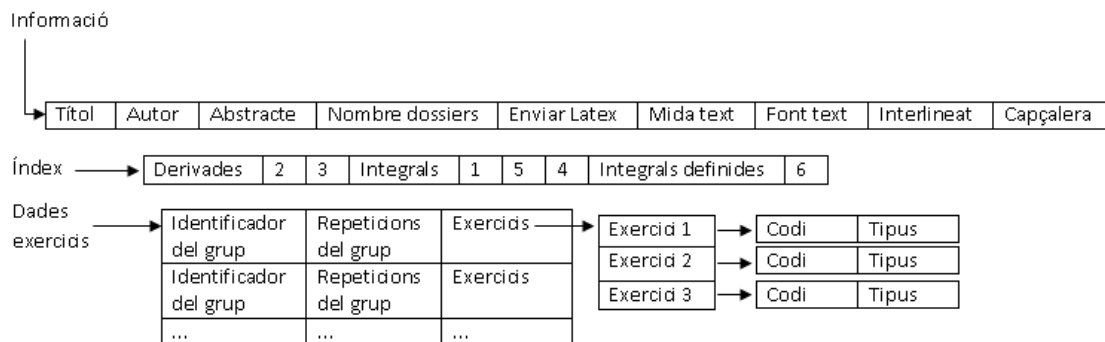 Informació
Títol Autor Abstracte Nombre dossiers Enviar Latex Mida text Font text Interlineat Capçalera
Índex Derivades 2 3 Integrals 1 5 4 Integrals definides 6
Dades
exercicis
Identificador
del grup
Repeticions
del grup
Exercicis
Exercici 1 Codi Tipus
Exercici 2 Codi Tipus
Exercici 3 Codi Tipus
Identificador
del grup
Repeticions
del grup
Exercicis
... ... ...